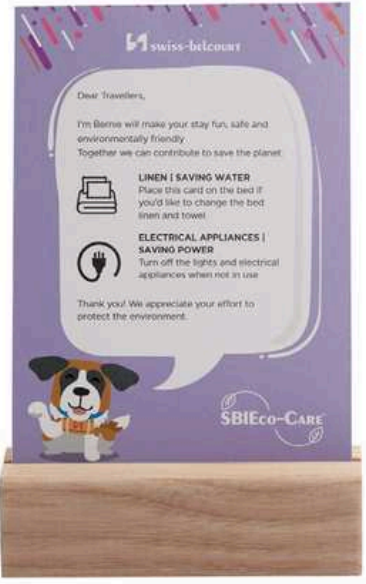 swiss-belcourt
Dear Travellers,
I'm Bernie will make your stay fun, safe and
environmentally friendly
Together we can contribute to save the planet
LINEN | SAVING WATER
Place this card on the bed if
you'd like to change the bed
linen and towel
ELECTRICAL APPLIANCES |
SAVING POWER
Turn off the lights and electrical
appliances when not in use
Thank you! We appreciate your effort to
protect the environment.
SBIECO-CARE